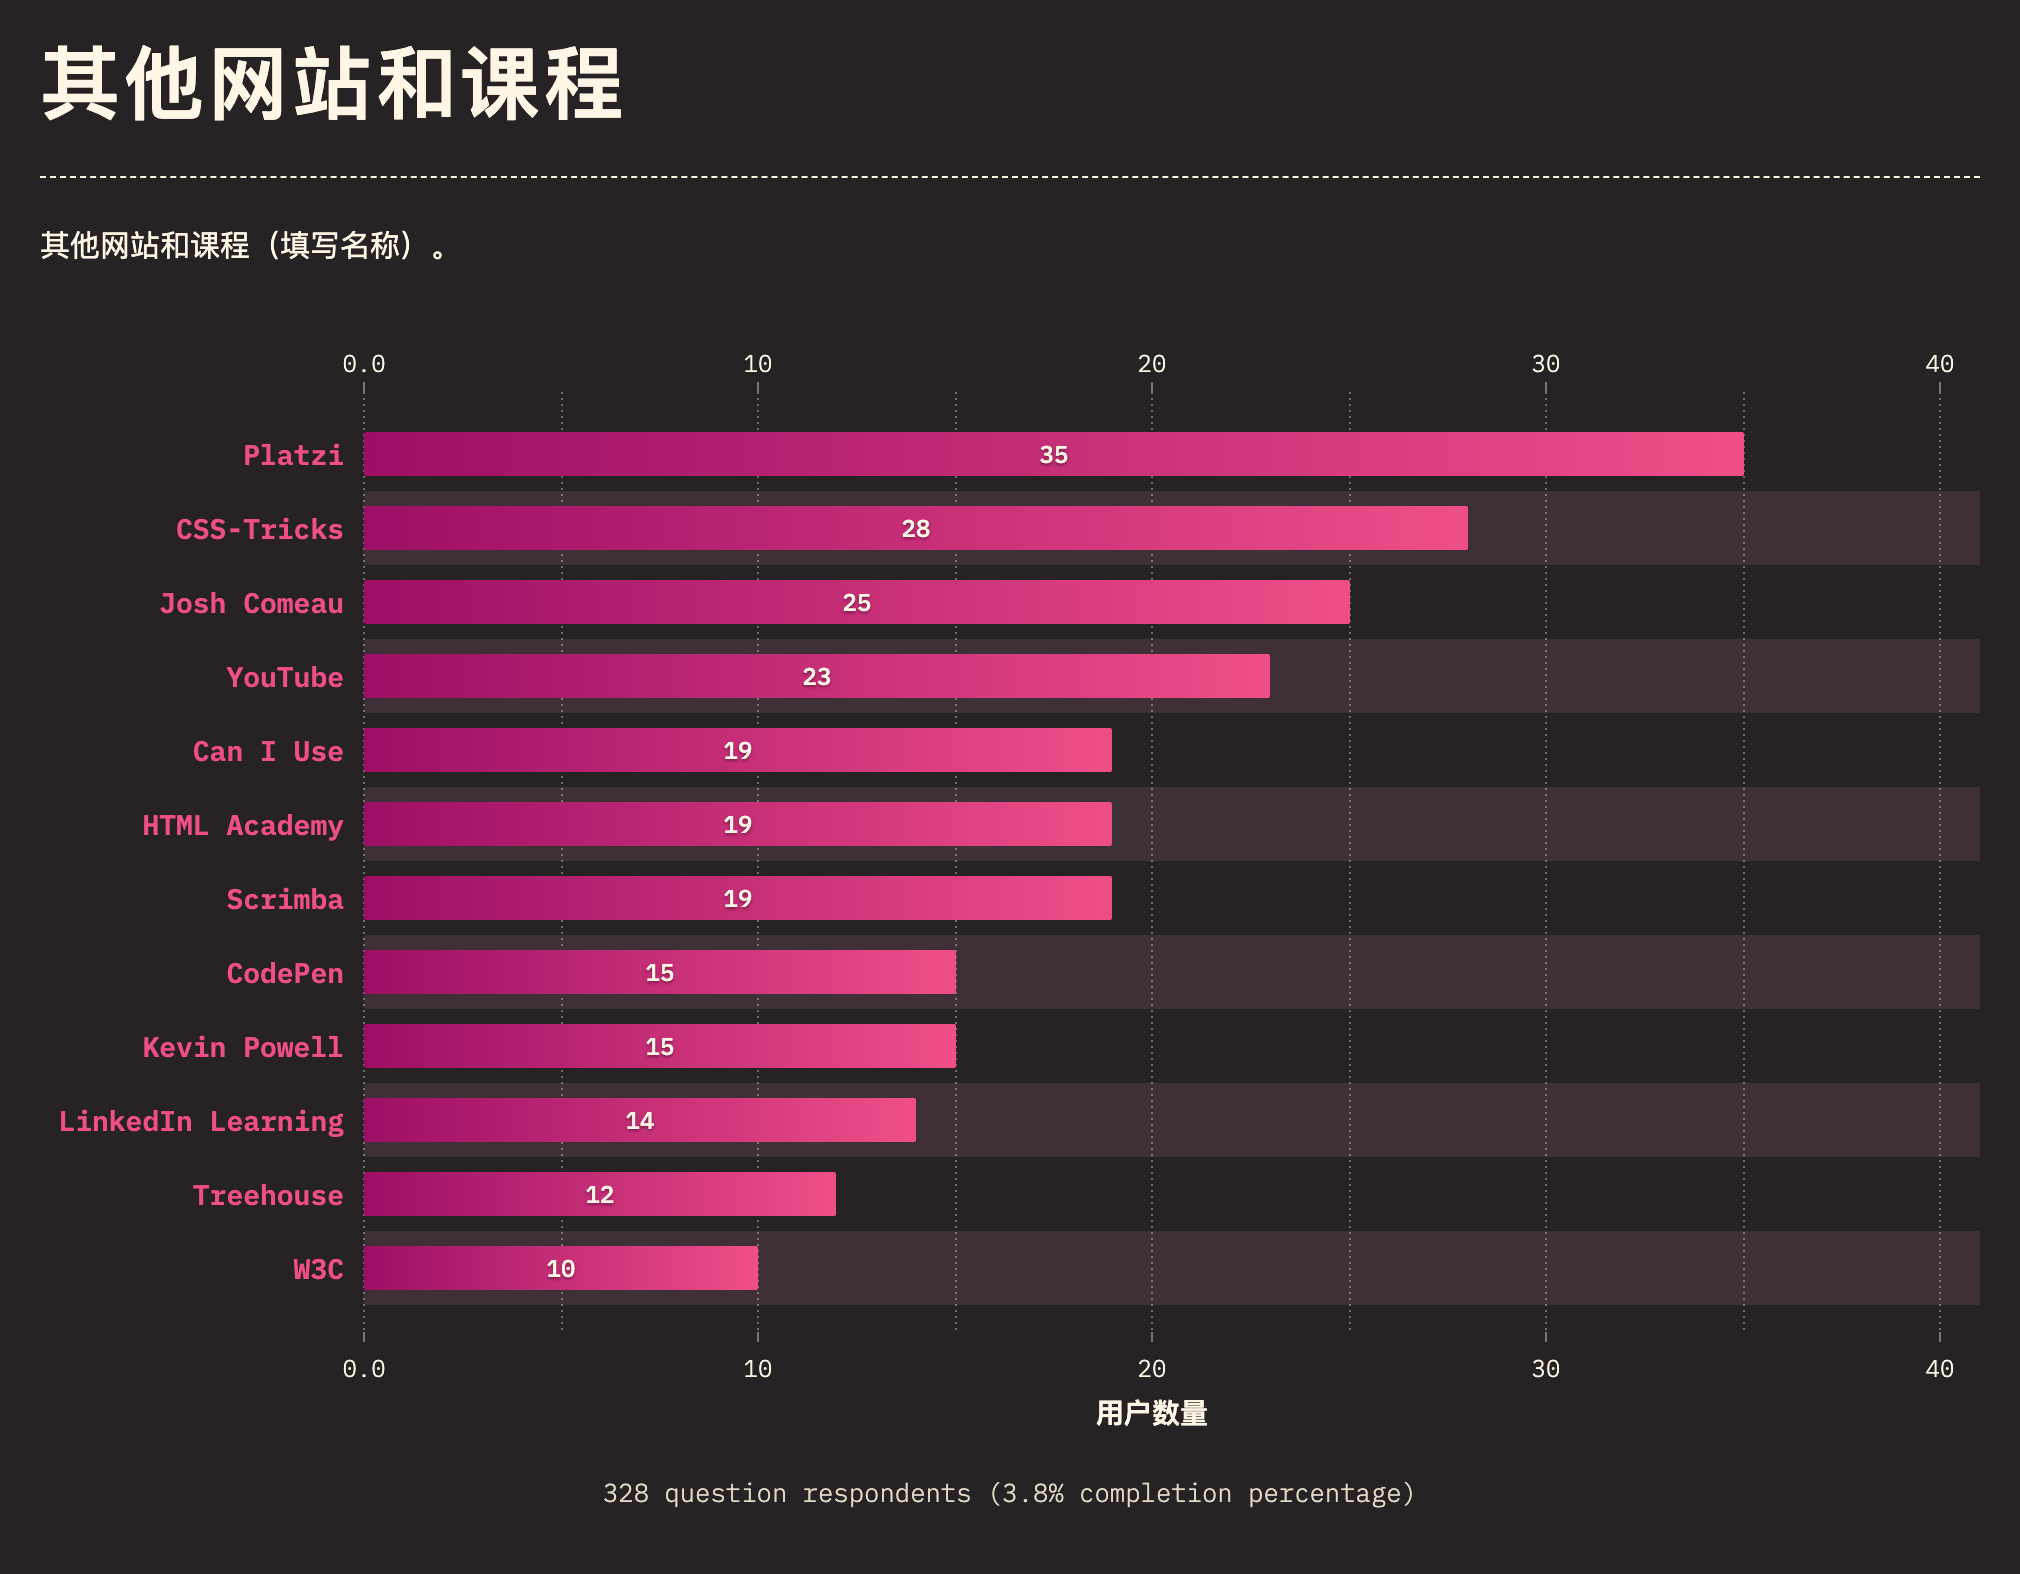 其他网站和课程
其他网站和课程（填写名称）。
0.0 10 20 30 40
Platzi 35
CSS-Tricks 28
Josh Comeau 25
YouTube 23
Can I Use 19
HTML Academy 19
Scrimba 19
CodePen 15
Kevin Powell 15
LinkedIn Learning 14
Treehouse 12
W3C 10
0.0 10 20 30 40
用户数量
328 question respondents (3.8% completion percentage)